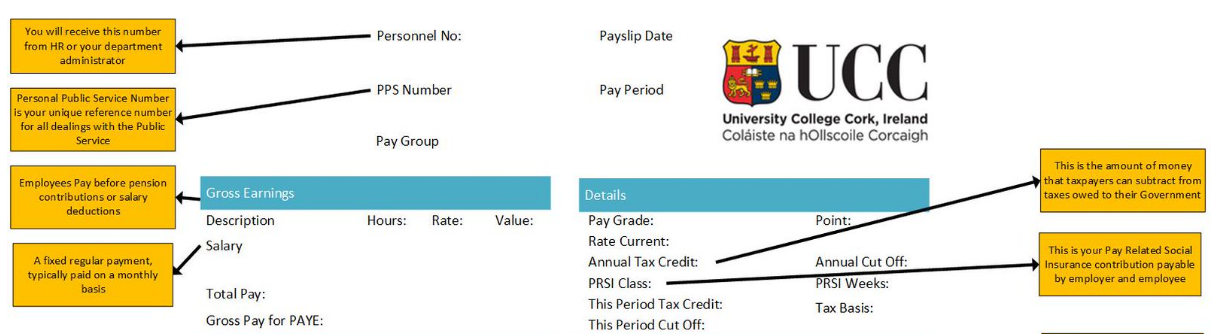 You will receive this number
from HR or your department
administrator
Personnel No:
Payslip Date
Personal Public Service Number
is your unique reference number
for all dealings with the Public
Service
PPS Number
Pay Period
UCC
University College Cork, Ireland
Coláiste na hOllscoile Corcaigh
Pay Group
Employees Pay before pension
contributions or salary
deductions
Gross Earnings
Description Hours: Rate: Value:
A fixed regular payment,
typically paid on a monthly
basis
Salary
Total Pay:
Gross Pay for PAYE:
Details
Pay Grade: Point:
Rate Current:
Annual Tax Credit: Annual Cut Off:
PRSI Class: PRSI Weeks:
This Period Tax Credit: Tax Basis:
This Period Cut Off:
This is the amount of money
that taxpayers can subtract from
taxes owed to their Government
This is your Pay Related Social
Insurance contribution payable
by employer and employee